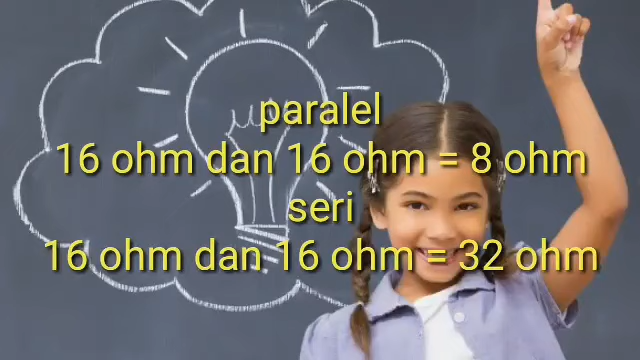 paralel
16 ohm dan 16 ohm = 8 ohm
seri
16 ohm dan 16 ohm = 32 ohm